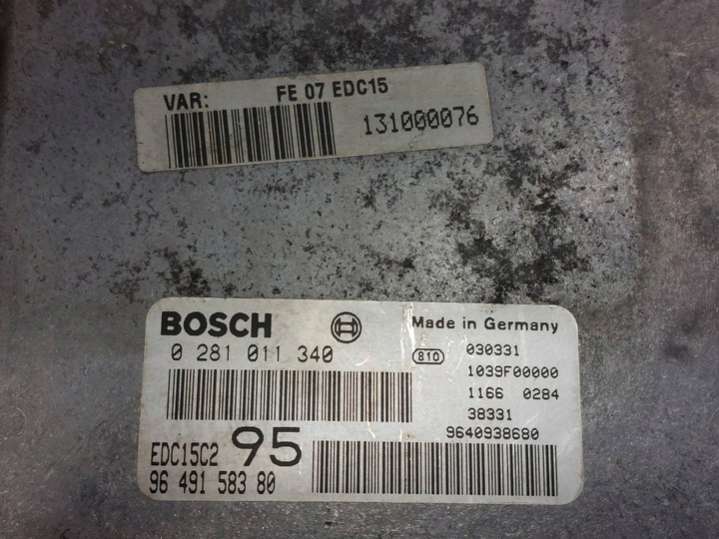 VAR: FE 07 EDC15
131000076
BOSCH Made in Germany
0 281 011 340 810 030331
1039F00000
1166 0284
38331
9640938680
EDC15C2 95
96 491 583 80